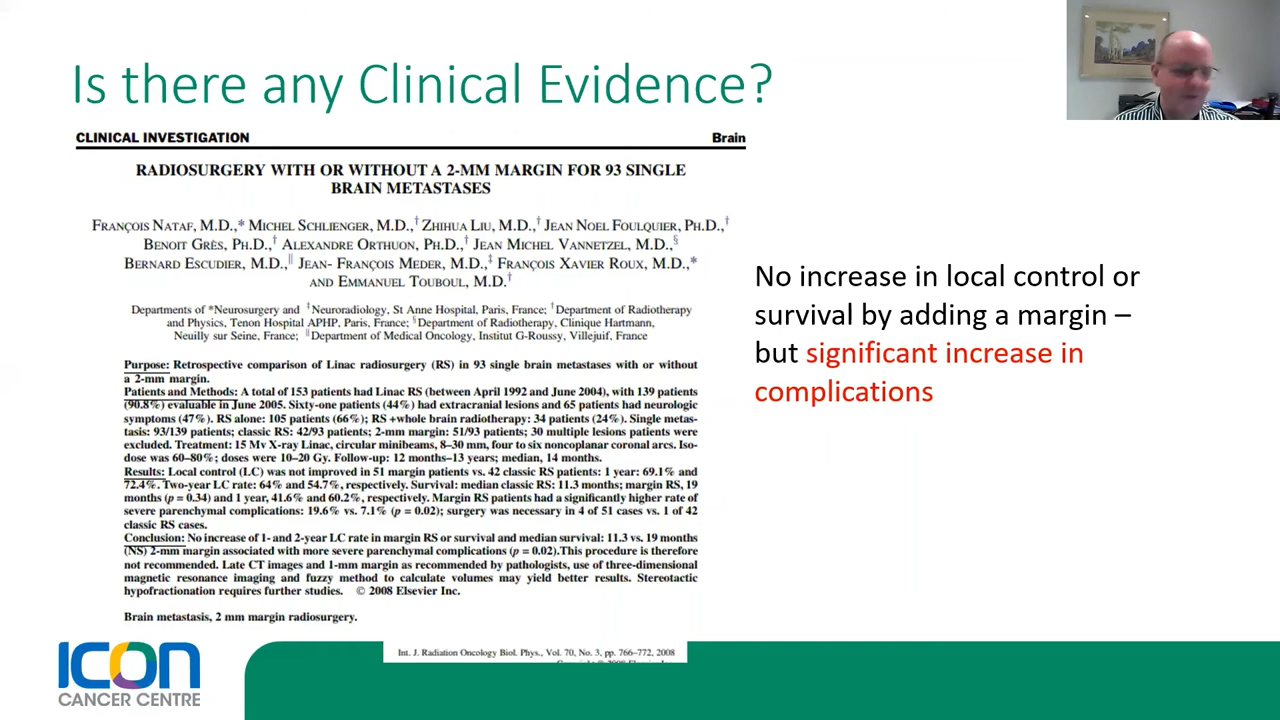 Is there any Clinical Evidence?
CLINICAL INVESTIGATION Brain
RADIOSURGERY WITH OR WITHOUT A 2-MM MARGIN FOR 93 SINGLE
BRAIN METASTASES
François Nataf, M.D.,* Michel Schlienger, M.D.,† Zhihua Liu, M.D.,† Jean Noel Foulquier, Ph.D.,†
Benoit Grès, Ph.D.,† Alexandre Orthuon, Ph.D.,† Jean Michel Vannetzel, M.D.,§
Bernard Escudier, M.D.,|| Jean- François Meder, M.D.,‡ François Xavier Roux, M.D.,*
and Emmanuel Touboul, M.D.†
Departments of *Neurosurgery and ‡Neuroradiology, St Anne Hospital, Paris, France; †Department of Radiotherapy
and Physics, Tenon Hospital APHP, Paris, France; §Department of Radiotherapy, Clinique Hartmann,
Neuilly sur Seine, France; ||Department of Medical Oncology, Institut G-Roussy, Villejuif, France
Purpose: Retrospective comparison of Linac radiosurgery (RS) in 93 single brain metastases with or without
a 2-mm margin.
Patients and Methods: A total of 153 patients had Linac RS (between April 1992 and June 2004), with 139 patients
(90.8%) evaluable in June 2005. Sixty-one patients (44%) had extracranial lesions and 65 patients had neurologic
symptoms (47%). RS alone: 105 patients (66%); RS +whole brain radiotherapy: 34 patients (24%). Single metas-
tasis: 93/139 patients; classic RS: 42/93 patients; 2-mm margin: 51/93 patients; 30 multiple lesions patients were
excluded. Treatment: 15 Mv X-ray Linac, circular minibeams, 8–30 mm, four to six noncoplanar coronal arcs. Iso-
dose was 60–80%; doses were 10–20 Gy. Follow-up: 12 months–13 years; median, 14 months.
Results: Local control (LC) was not improved in 51 margin patients vs. 42 classic RS patients: 1 year: 69.1% and
72.4%. Two-year LC rate: 64% and 54.7%, respectively. Survival: median classic RS: 11.3 months; margin RS, 19
months (p = 0.34) and 1 year, 41.6% and 60.2%, respectively. Margin RS patients had a significantly higher rate of
severe parenchymal complications: 19.6% vs. 7.1% (p = 0.02); surgery was necessary in 4 of 51 cases vs. 1 of 42
classic RS cases.
Conclusion: No increase of 1- and 2-year LC rate in margin RS or survival and median survival: 11.3 vs. 19 months
(NS) 2-mm margin associated with more severe parenchymal complications (p = 0.02).This procedure is therefore
not recommended. Late CT images and 1-mm margin as recommended by pathologists, use of three-dimensional
magnetic resonance imaging and fuzzy method to calculate volumes may yield better results. Stereotactic
hypofractionation requires further studies. © 2008 Elsevier Inc.
Brain metastasis, 2 mm margin radiosurgery.
Int. J. Radiation Oncology Biol. Phys., Vol. 70, No. 3, pp. 766–772, 2008
No increase in local control or
survival by adding a margin –
but significant increase in
complications
ICON
CANCER CENTRE